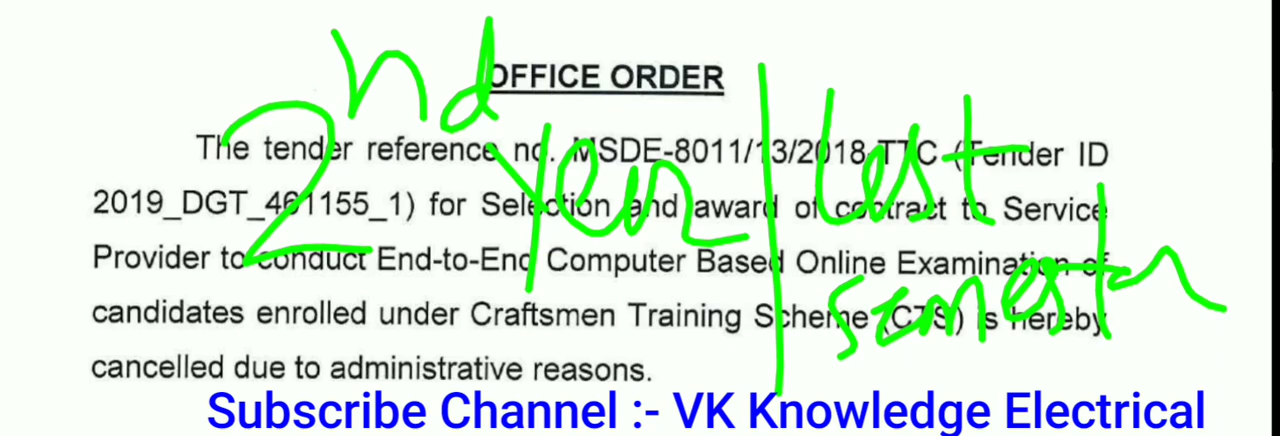 OFFICE ORDER
The tender reference no. MSDE-8011/13/2018-TTC (Tender ID
2019_DGT_461155_1) for Selection and award of contract to Service
Provider to conduct End-to-End Computer Based Online Examination of
candidates enrolled under Craftsmen Training Scheme (CTS) is hereby
cancelled due to administrative reasons.
2nd year / last
semester
Subscribe Channel :- VK Knowledge Electrical